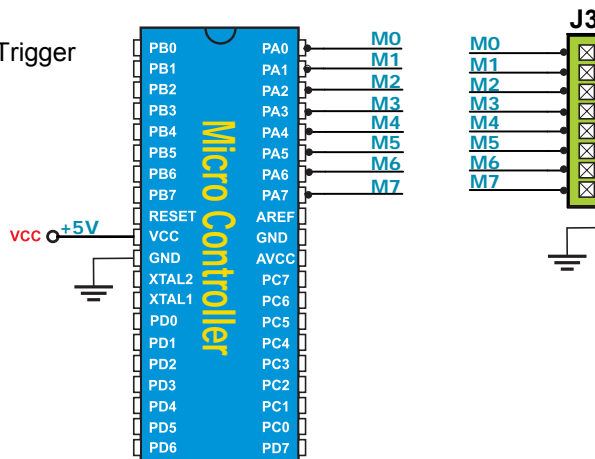 Trigger
J3
PB0 PA0 M0 M0
PB1 PA1 M1 M1
PB2 PA2 M2 M2
PB3 PA3 M3 M3
PB4 PA4 M4 M4
PB5 PA5 M5 M5
PB6 PA6 M6 M6
PB7 PA7 M7 M7
RESET AREF
VCC +5V VCC GND
GND AVCC
XTAL2 PC7
XTAL1 PC6
PD0 PC5
PD1 PC4
PD2 PC3
PD3 PC2
PD4 PC1
PD5 PC0
PD6 PD7
Micro Controller